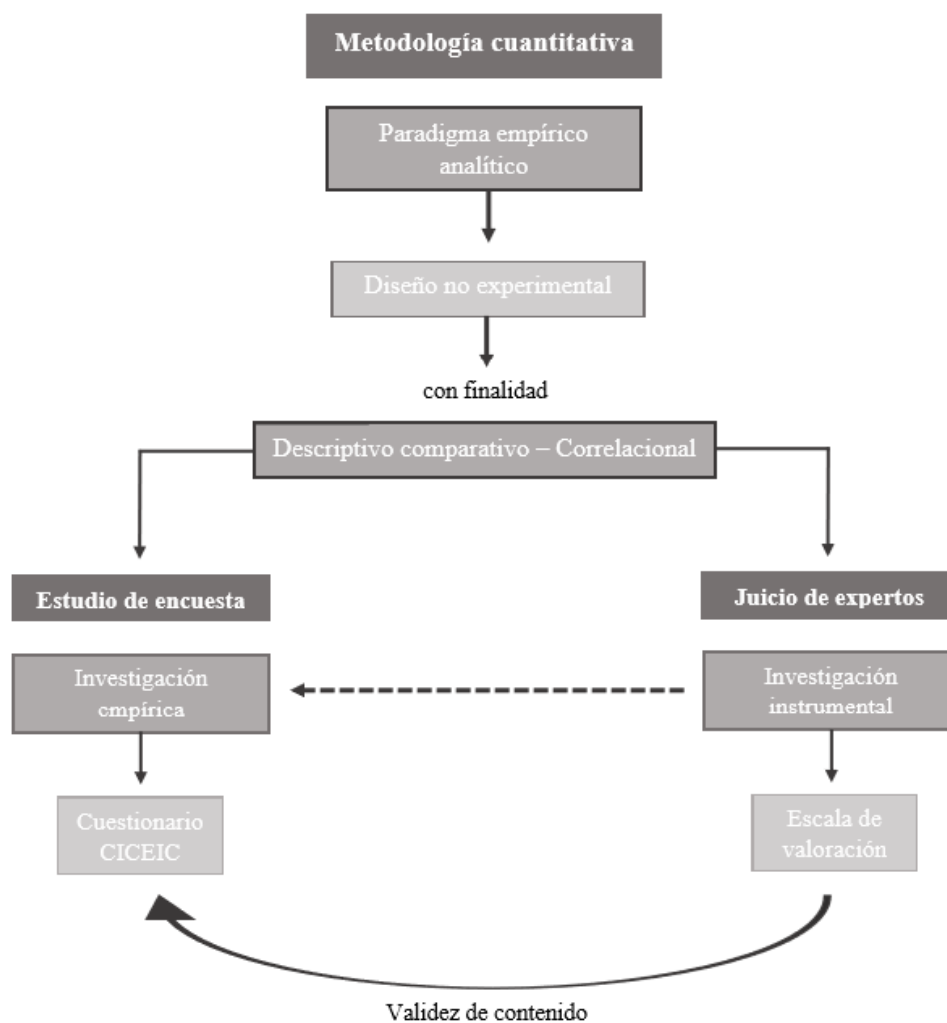 Metodología cuantitativa
Paradigma empírico
analítico
Diseño no experimental
con finalidad
Descriptivo comparativo – Correlacional
Estudio de encuesta
Juicio de expertos
Investigación
empírica
Investigación
instrumental
Cuestionario
CICEIC
Escala de
valoración
Validez de contenido